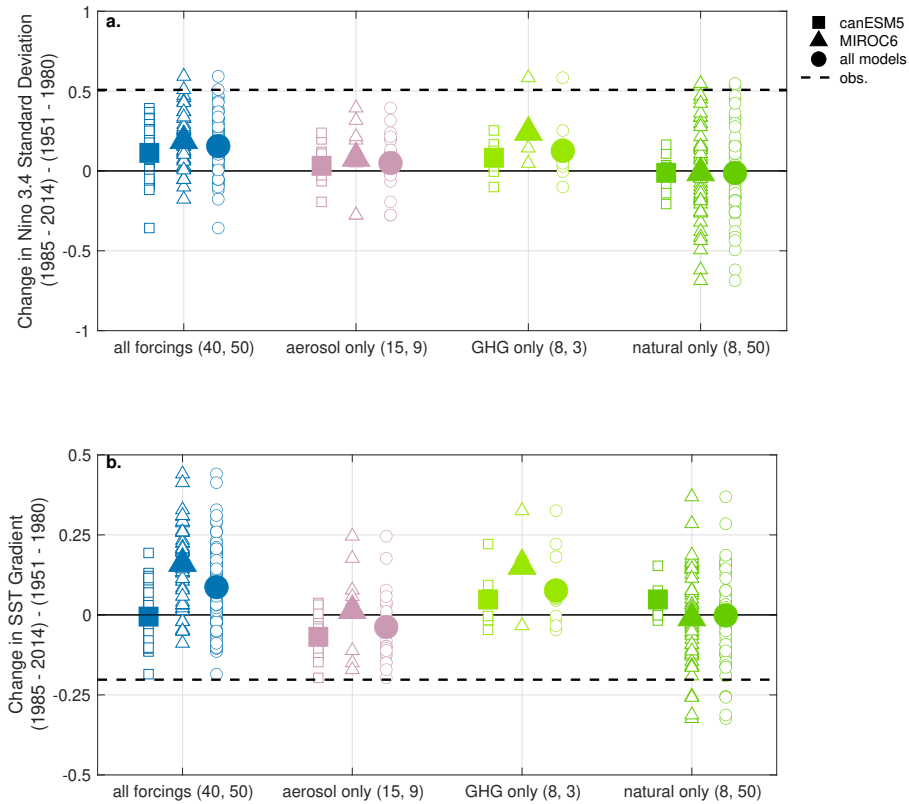 a.
canESM5
MIROC6
all models
obs.
Change in Nino 3.4 Standard Deviation
(1985 - 2014) - (1951 - 1980)
1
0.5
0
-0.5
-1
all forcings (40, 50)
aerosol only (15, 9)
GHG only (8, 3)
natural only (8, 50)
b.
Change in SST Gradient
(1985 - 2014) - (1951 - 1980)
0.5
0.25
0
-0.25
-0.5
all forcings (40, 50)
aerosol only (15, 9)
GHG only (8, 3)
natural only (8, 50)